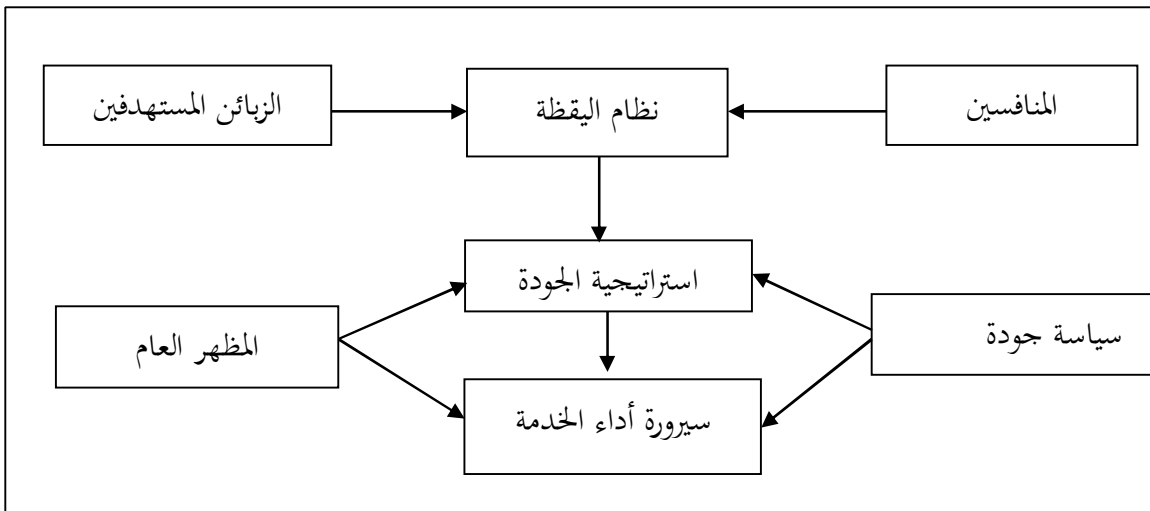 المنافسين
نظام اليقظة
الزبائن المستهدفين
استراتيجية الجودة
سياسة جودة
المظهر العام
سيرورة أداء الخدمة